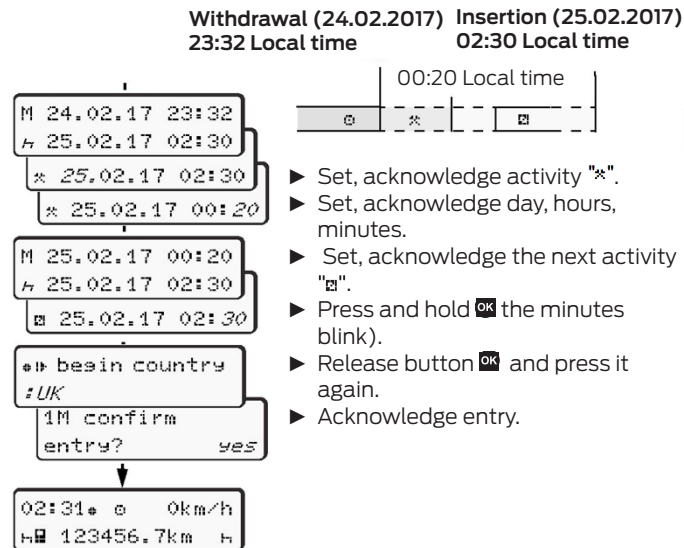 Withdrawal (24.02.2017) Insertion (25.02.2017)
23:32 Local time 02:30 Local time
00:20 Local time
M 24.02.17 23:32
25.02.17 02:30
25.02.17 02:30
25.02.17 00:20
M 25.02.17 00:20
25.02.17 02:30
25.02.17 02:30
begin country
:UK
1M confirm
entry? yes
02:31 0km/h
123456.7km
► Set, acknowledge activity "".
► Set, acknowledge day, hours,
minutes.
► Set, acknowledge the next activity
"".
► Press and hold OK the minutes
blink).
► Release button OK and press it
again.
► Acknowledge entry.